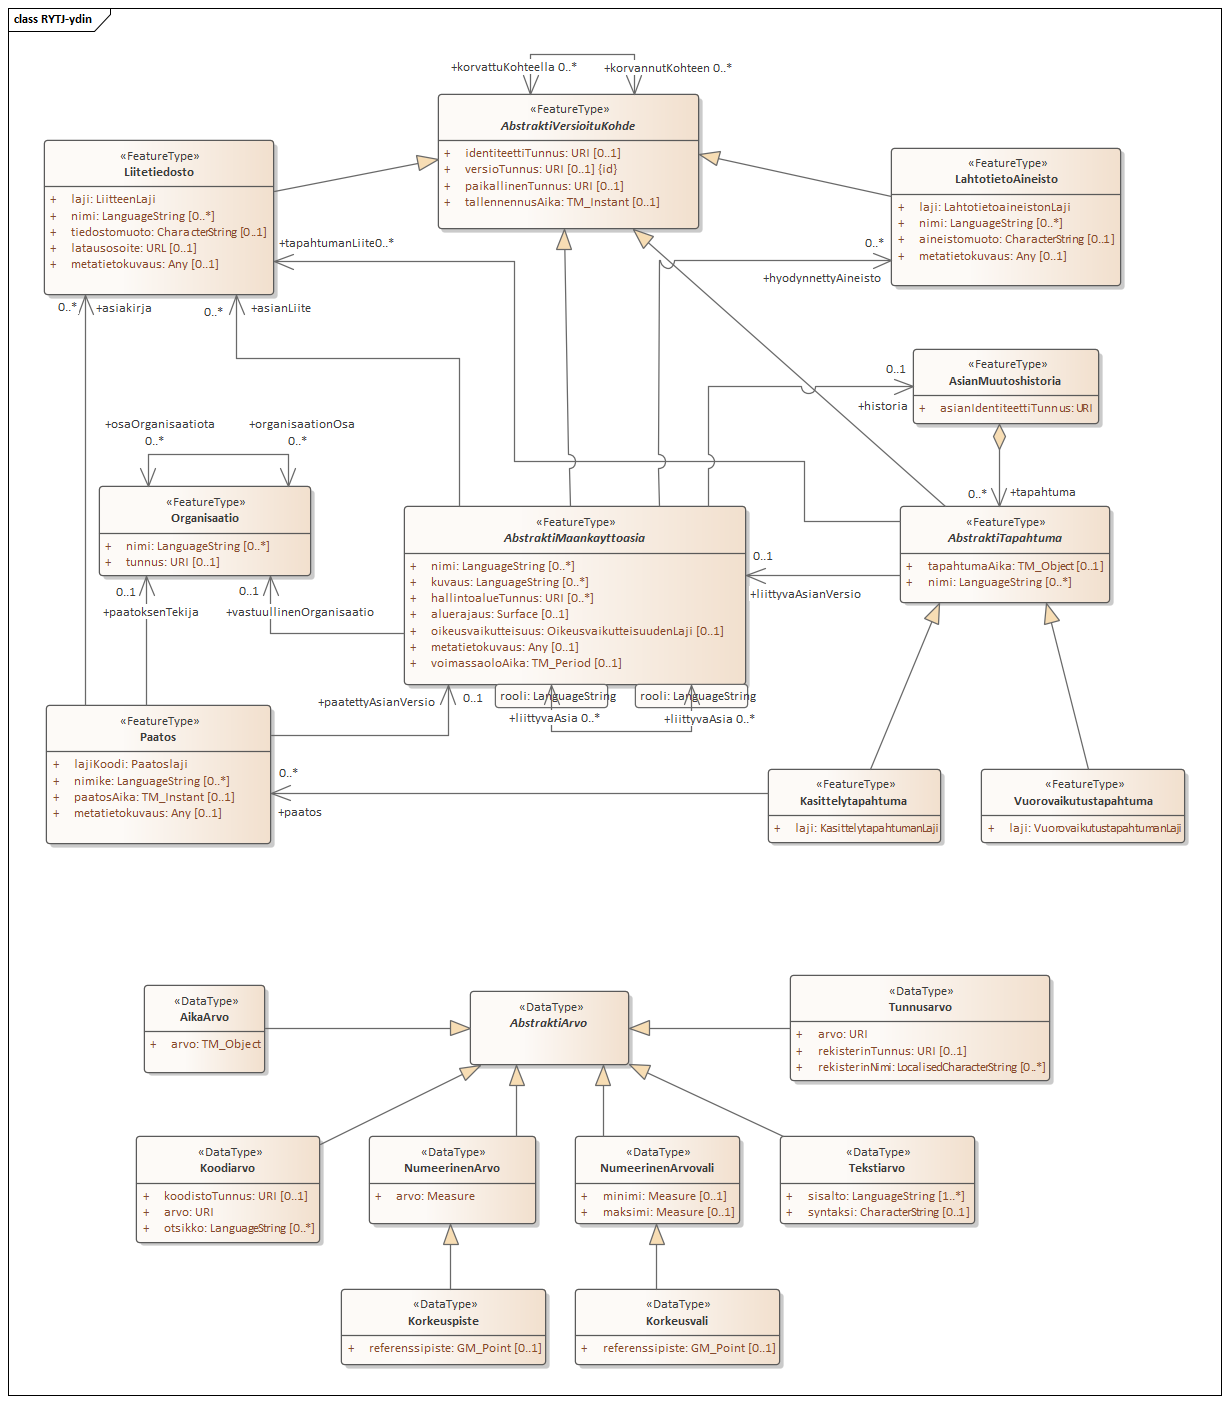 class RYTJ-ydin
+korvattuKohteella 0..*
+korvannutKohteen 0..*
«FeatureType»
AbstraktiVersioituKohde
+ identiteettiTunnus: URI [0..1]
+ versioTunnus: URI [0..1] {id}
+ paikallinenTunnus: URI [0..1]
+ tallennennusAika: TM_Instant [0..1]
«FeatureType»
Liitetiedosto
+ laji: LiitteenLaji
+ nimi: LanguageString [0..*]
+ tiedostomuoto: CharacterString [0..1]
+ latausosoite: URL [0..1]
+ metatietokuvaus: Any [0..1]
«FeatureType»
LahtotietoAineisto
+ laji: LahtotietoaineistonLaji
+ nimi: LanguageString [0..*]
+ aineistomuoto: CharacterString [0..1]
+ metatietokuvaus: Any [0..1]
+tapahtumanLiite0..*
0..*
+hyodynnettyAineisto
0..* +asiakirja
0..* +asianLiite
«FeatureType»
AsianMuutoshistoria
+ asianIdentiteettiTunnus: URI
0..1
+historia
+osaOrganisaatiota
0..*
+organisaationOsa
0..*
«FeatureType»
Organisaatio
+ nimi: LanguageString [0..*]
+ tunnus: URI [0..1]
0..* +tapahtuma
«FeatureType»
AbstraktiMaankayttoasia
+ nimi: LanguageString [0..*]
+ kuvaus: LanguageString [0..*]
+ hallintoalueTunnus: URI [0..*]
+ aluerajaus: Surface [0..1]
+ oikeusvaikutteisuus: OikeusvaikutteisuudenLaji [0..1]
+ metatietokuvaus: Any [0..1]
+ voimassaoloAika: TM_Period [0..1]
«FeatureType»
AbstraktiTapahtuma
+ tapahtumaAika: TM_Object [0..1]
+ nimi: LanguageString [0..*]
0..1
+liittyvaAsianVersio
0..1
+paatoksenTekija
0..1
+vastuullinenOrganisaatio
+paatettyAsianVersio 0..1
rooli: LanguageString
rooli: LanguageString
+liittyvaAsia 0..*
+liittyvaAsia 0..*
«FeatureType»
Paatos
+ lajiKoodi: Paatoslaji
+ nimike: LanguageString [0..*]
+ paatosAika: TM_Instant [0..1]
+ metatietokuvaus: Any [0..1]
0..*
+paatos
«FeatureType»
Kasittelytapahtuma
+ laji: KasittelytapahtumanLaji
«FeatureType»
Vuorovaikutustapahtuma
+ laji: VuorovaikutustapahtumanLaji
«DataType»
AikaArvo
+ arvo: TM_Object
«DataType»
AbstraktiArvo
«DataType»
Tunnusarvo
+ arvo: URI
+ rekisterinTunnus: URI [0..1]
+ rekisterinNimi: LocalisedCharacterString [0..*]
«DataType»
Koodiarvo
+ koodistoTunnus: URI [0..1]
+ arvo: URI
+ otsikko: LanguageString [0..*]
«DataType»
NumeerinenArvo
+ arvo: Measure
«DataType»
NumeerinenArvovali
+ minimi: Measure [0..1]
+ maksimi: Measure [0..1]
«DataType»
Tekstiarvo
+ sisalto: LanguageString [1..*]
+ syntaksi: CharacterString [0..1]
«DataType»
Korkeuspiste
+ referenssipiste: GM_Point [0..1]
«DataType»
Korkeusvali
+ referenssipiste: GM_Point [0..1]